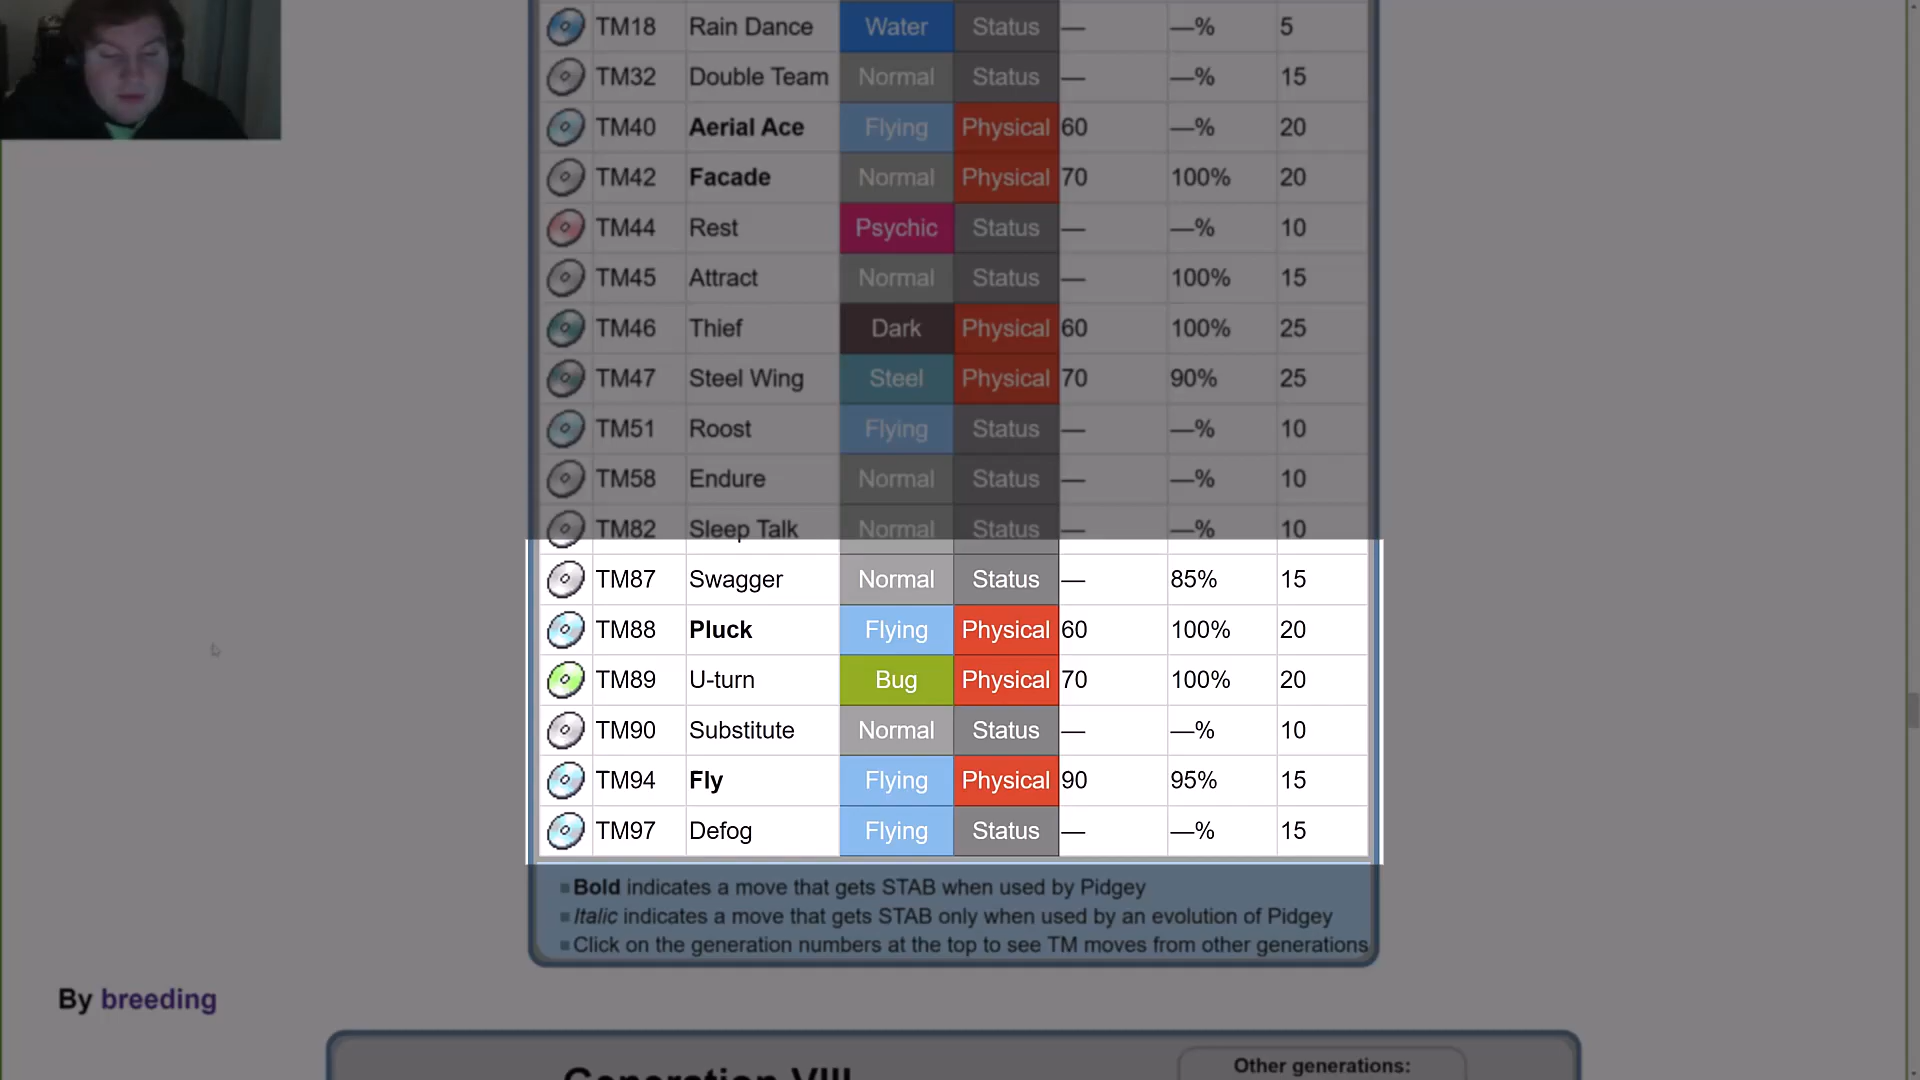 TM18 Rain Dance Water Status — —% 5
TM32 Double Team Normal Status — —% 15
TM40 Aerial Ace Flying Physical 60 —% 20
TM42 Facade Normal Physical 70 100% 20
TM44 Rest Psychic Status — —% 10
TM45 Attract Normal Status — 100% 15
TM46 Thief Dark Physical 60 100% 25
TM47 Steel Wing Steel Physical 70 90% 25
TM51 Roost Flying Status — —% 10
TM58 Endure Normal Status — —% 10
TM82 Sleep Talk Normal Status — —% 10
TM87 Swagger Normal Status — 85% 15
TM88 Pluck Flying Physical 60 100% 20
TM89 U-turn Bug Physical 70 100% 20
TM90 Substitute Normal Status — —% 10
TM94 Fly Flying Physical 90 95% 15
TM97 Defog Flying Status — —% 15
Bold indicates a move that gets STAB when used by Pidgey
Italic indicates a move that gets STAB only when used by an evolution of Pidgey
Click on the generation numbers at the top to see TM moves from other generations
By breeding
Generation VIII
Other generations: